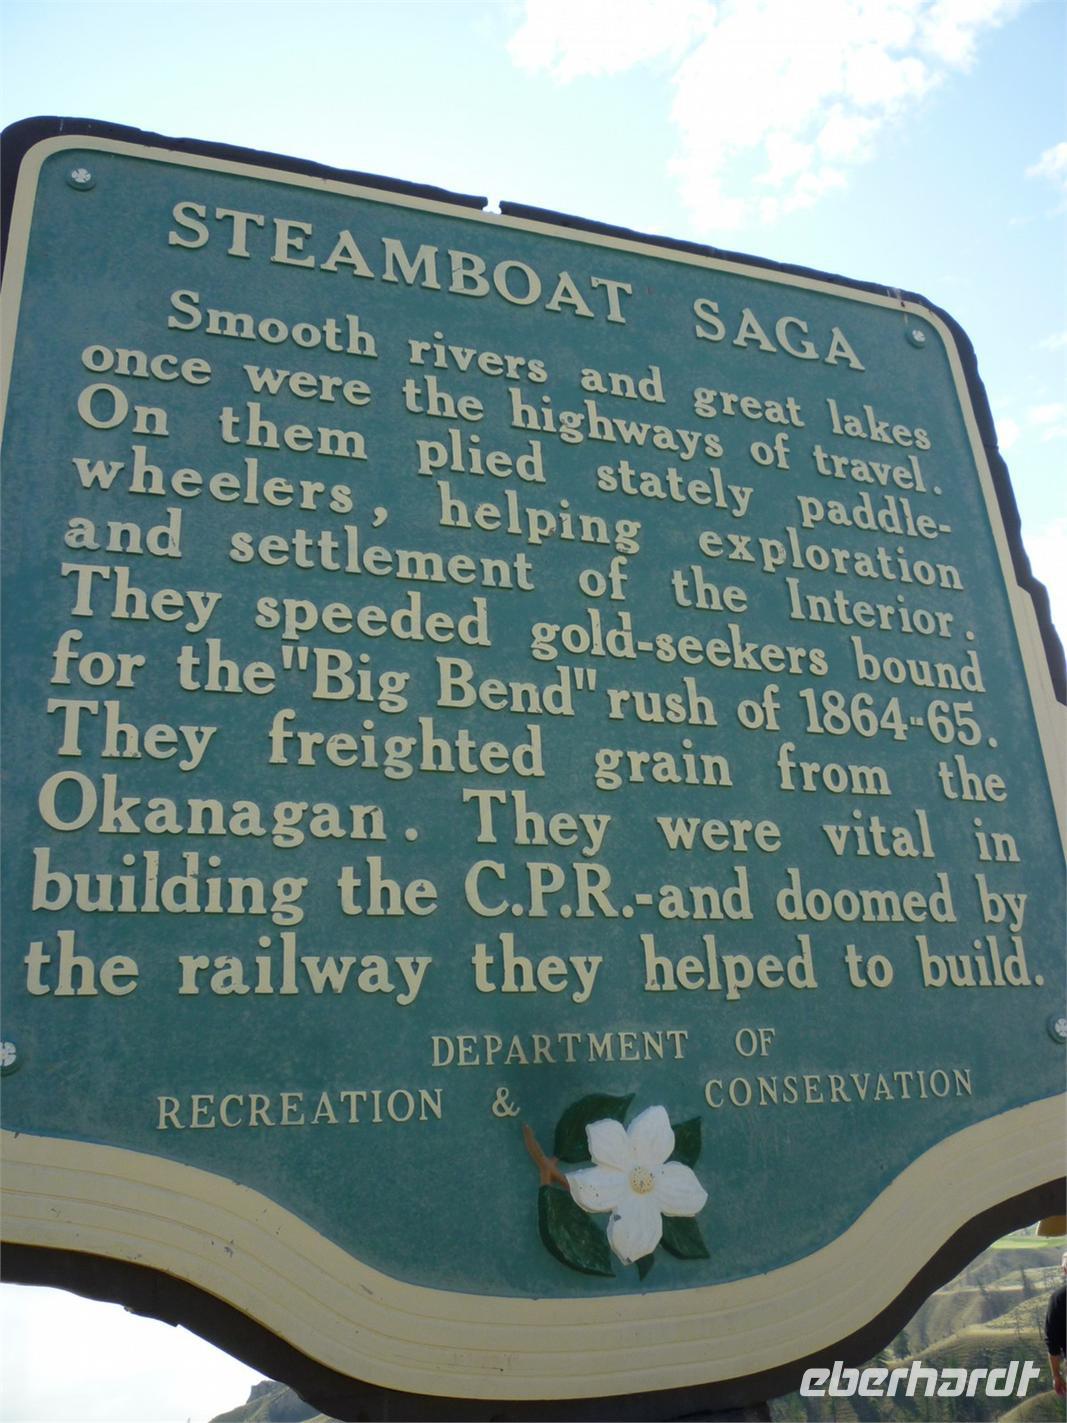 STEAMBOAT SAGA
Smooth rivers and great lakes
once were the highways of travel.
On them plied stately paddle-
wheelers, helping exploration
and settlement of the Interior.
They speeded gold-seekers bound
for the "Big Bend" rush of 1864-65.
They freighted grain from the
Okanagan. They were vital in
building the C.P.R.-and doomed by
the railway they helped to build.
DEPARTMENT OF
RECREATION & CONSERVATION
eberhardt